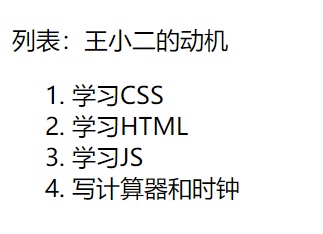 列表：王小二的动机
1. 学习CSS
2. 学习HTML
3. 学习JS
4. 写计算器和时钟